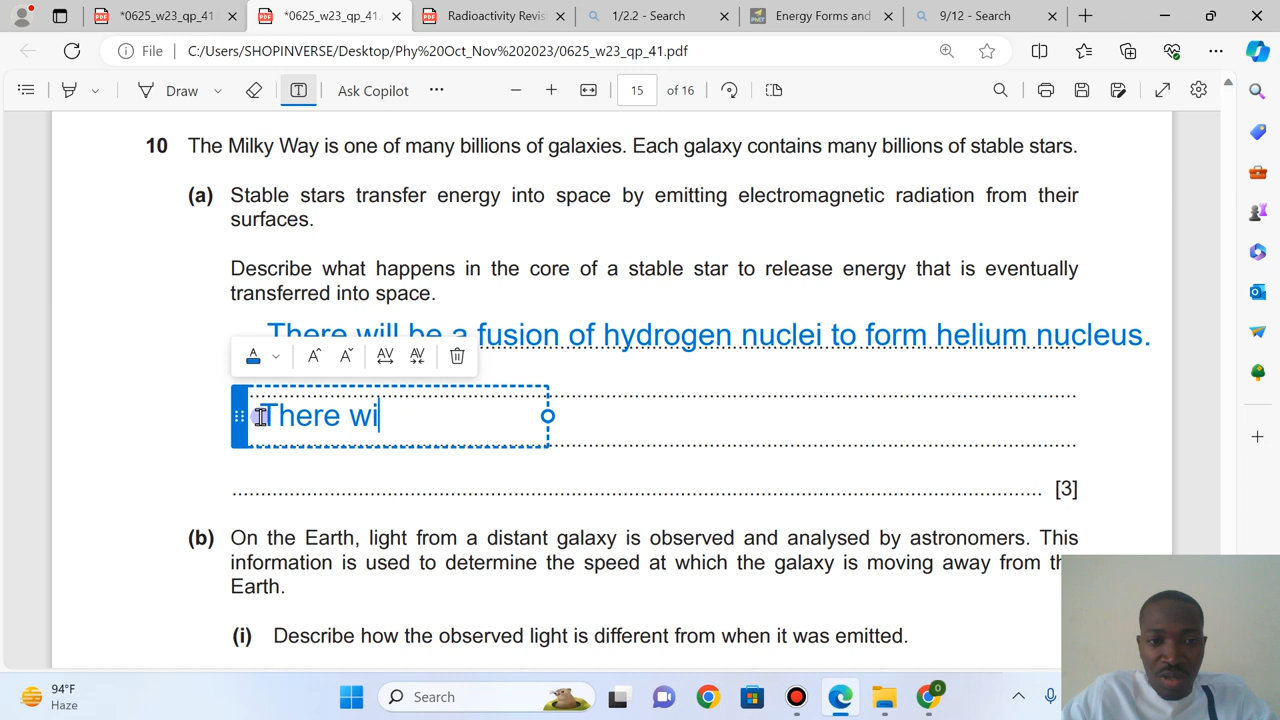 *0625_w23_qp_41
*0625_w23_qp_41.
Radioactivity Revis
1/2.2 - Search
Energy Forms and
9/12 - Search
File
C:/Users/SHOPINVERSE/Desktop/Phy%20Oct_Nov%202023/0625_w23_qp_41.pdf
Draw
Ask Copilot
15
of 16
10 The Milky Way is one of many billions of galaxies. Each galaxy contains many billions of stable stars.
(a) Stable stars transfer energy into space by emitting electromagnetic radiation from their
surfaces.
Describe what happens in the core of a stable star to release energy that is eventually
transferred into space.
There will be a fusion of hydrogen nuclei to form helium nucleus.
A A A AV AV
There wi
[3]
(b) On the Earth, light from a distant galaxy is observed and analysed by astronomers. This
information is used to determine the speed at which the galaxy is moving away from th
Earth.
(i) Describe how the observed light is different from when it was emitted.
94°F
Haze
Search
0